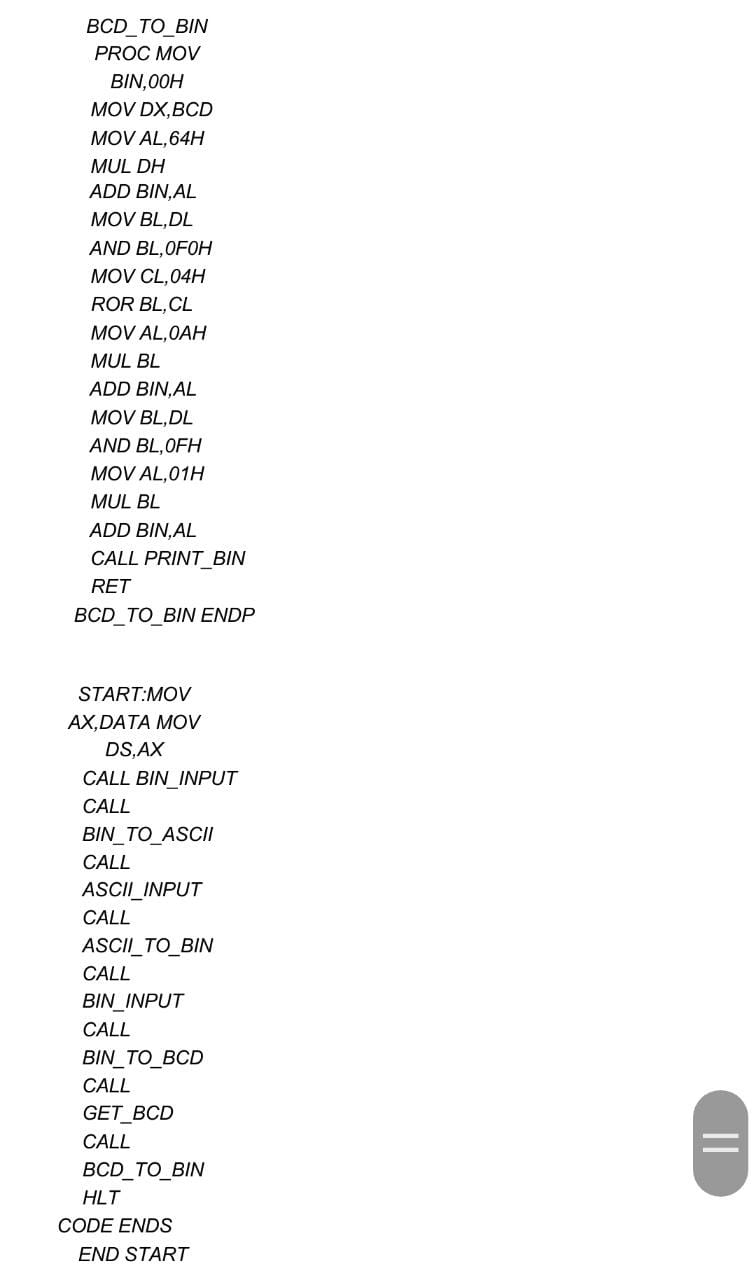 BCD_TO_BIN
PROC MOV
BIN,00H
MOV DX,BCD
MOV AL,64H
MUL DH
ADD BIN,AL
MOV BL,DL
AND BL,0F0H
MOV CL,04H
ROR BL,CL
MOV AL,0AH
MUL BL
ADD BIN,AL
MOV BL,DL
AND BL,0FH
MOV AL,01H
MUL BL
ADD BIN,AL
CALL PRINT_BIN
RET
BCD_TO_BIN ENDP
START:MOV
AX,DATA MOV
DS,AX
CALL BIN_INPUT
CALL
BIN_TO_ASCII
CALL
ASCII_INPUT
CALL
ASCII_TO_BIN
CALL
BIN_INPUT
CALL
BIN_TO_BCD
CALL
GET_BCD
CALL
BCD_TO_BIN
HLT
CODE ENDS
END START